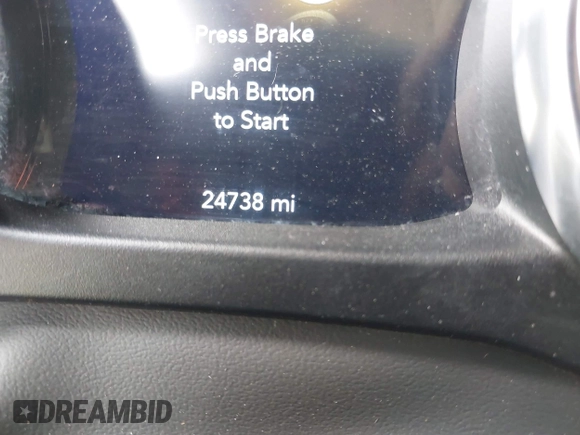 Press Brake
and
Push Button
to Start
24738 mi
DREAMBID